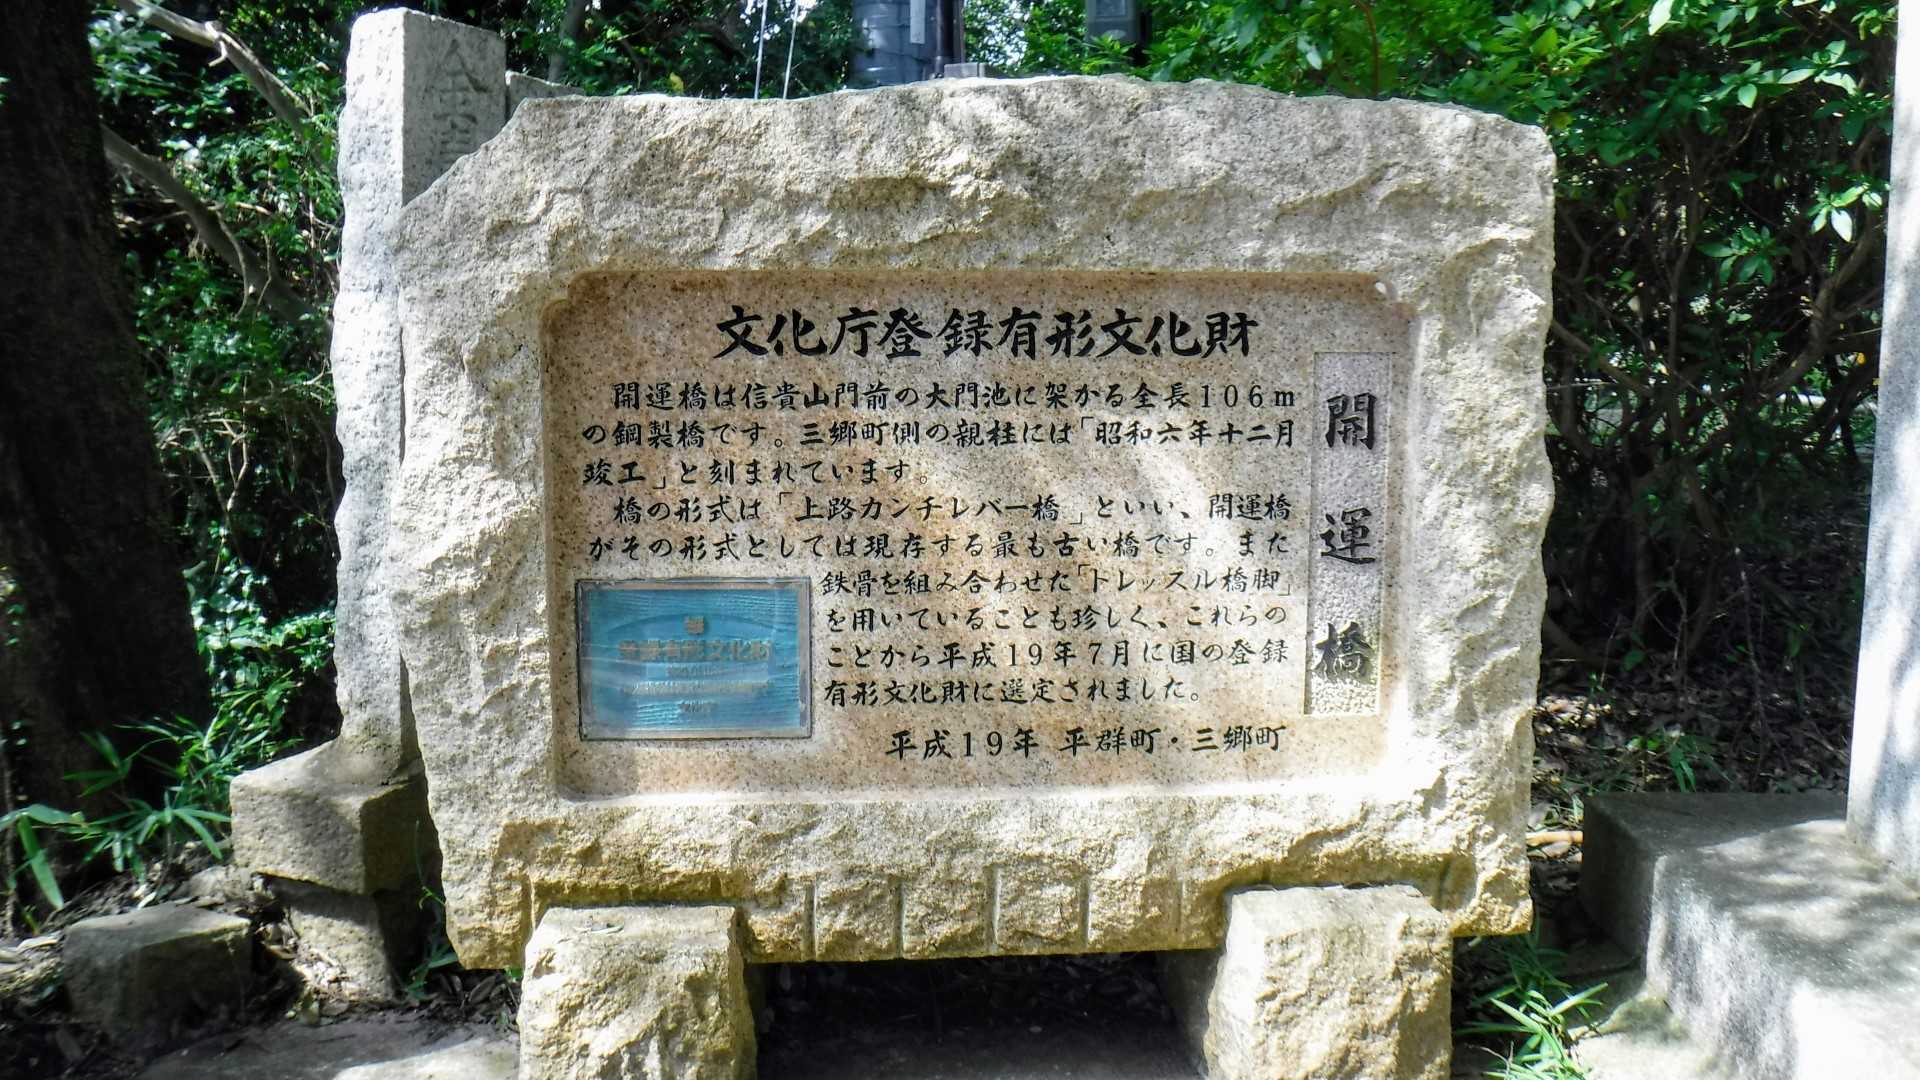 文化庁登録有形文化財
開運橋
開運橋は信貴山門前の大門池に架かる全長106m
の鋼製橋です。三郷町側の親柱には「昭和六年十二月
竣工」と刻まれています。
橋の形式は「上路カンチレバー橋」といい、開運橋
がその形式としては現存する最も古い橋です。また
鉄骨を組み合わせた「トレッスル橋脚」
を用いていることも珍しく、これらの
ことから平成19年7月に国の登録
有形文化財に選定されました。
平成19年 平群町・三郷町
登録有形文化財